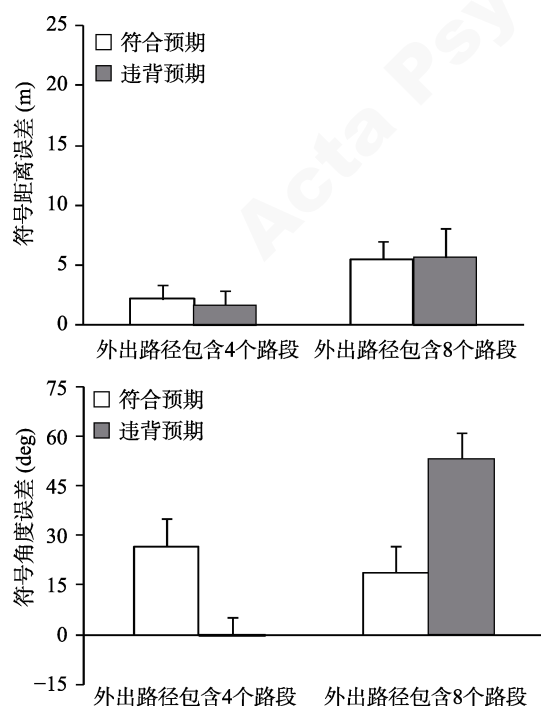 25
符合预期
违背预期
20
15
10
5
0
符号距离误差 (m)
Acta Psy
外出路径包含4个路段 外出路径包含8个路段
75
符合预期
违背预期
60
45
30
15
0
−15
符号角度误差 (deg)
外出路径包含4个路段 外出路径包含8个路段